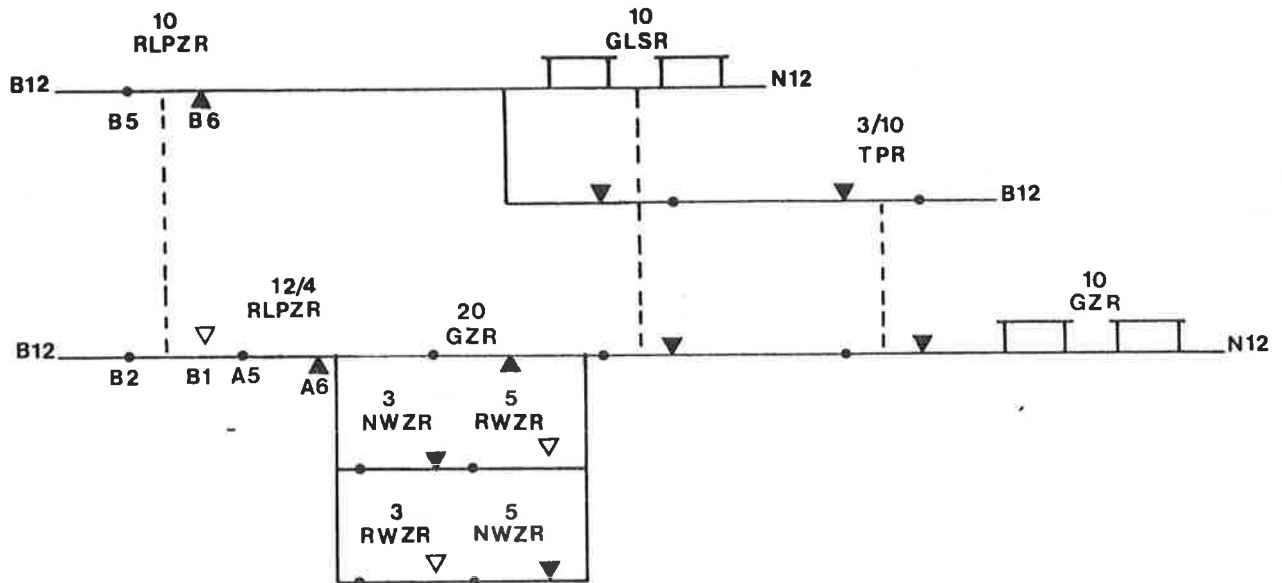 10
RLPZR
10
GLSR
B12
N12
B5
B6
3/10
TPR
B12
12/4
RLPZR
20
GZR
10
GZR
B12
N12
B2
B1
A5
A6
3
NWZR
5
RWZR
3
RWZR
5
NWZR